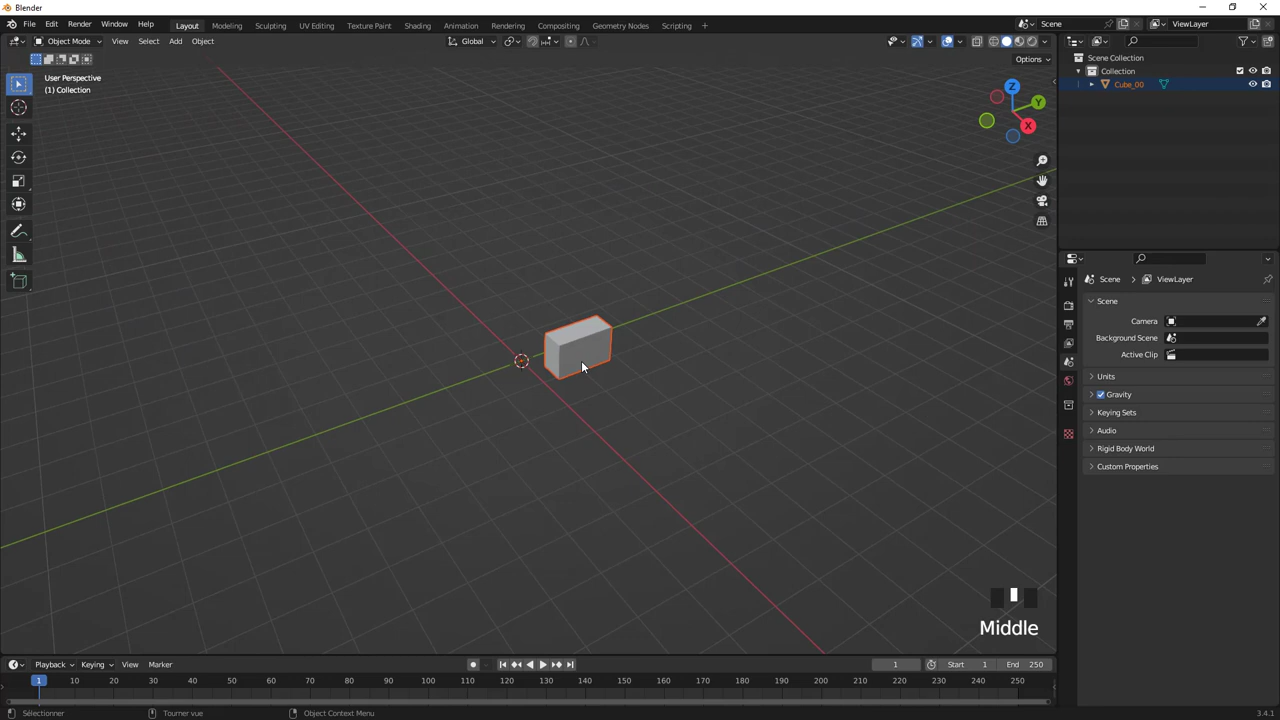 Blender
File Edit Render Window Help Layout Modeling Sculpting UV Editing Texture Paint Shading Animation Rendering Compositing Geometry Nodes Scripting + Scene ViewLayer
Object Mode View Select Add Object Global
Options
User Perspective
(1) Collection
Z
Y
X
Scene Collection
Collection
Cube_00
Scene > ViewLayer
Scene
Camera
Background Scene
Active Clip
Units
Gravity
Keying Sets
Audio
Rigid Body World
Custom Properties
Middle
Playback Keying View Marker 1 Start 1 End 250
1 10 20 30 40 50 60 70 80 90 100 110 120 130 140 150 160 170 180 190 200 210 220 230 240 250
Sélectionner Tourner vue Object Context Menu 3.4.1